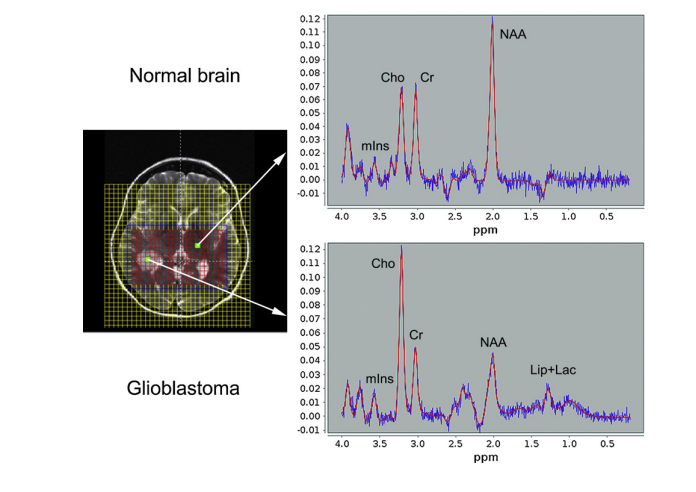 Normal brain
0.12
0.11
0.10
0.09
0.08
0.07
0.06
0.05
0.04
0.03
0.02
0.01
0.00
-0.01
NAA
Cho
Cr
mIns
4.0 3.5 3.0 2.5 2.0 1.5 1.0 0.5
ppm
Glioblastoma
0.12
0.11
0.10
0.09
0.08
0.07
0.06
0.05
0.04
0.03
0.02
0.01
0.00
-0.01
Cho
Cr
NAA
mIns
Lip+Lac
4.0 3.5 3.0 2.5 2.0 1.5 1.0 0.5
ppm